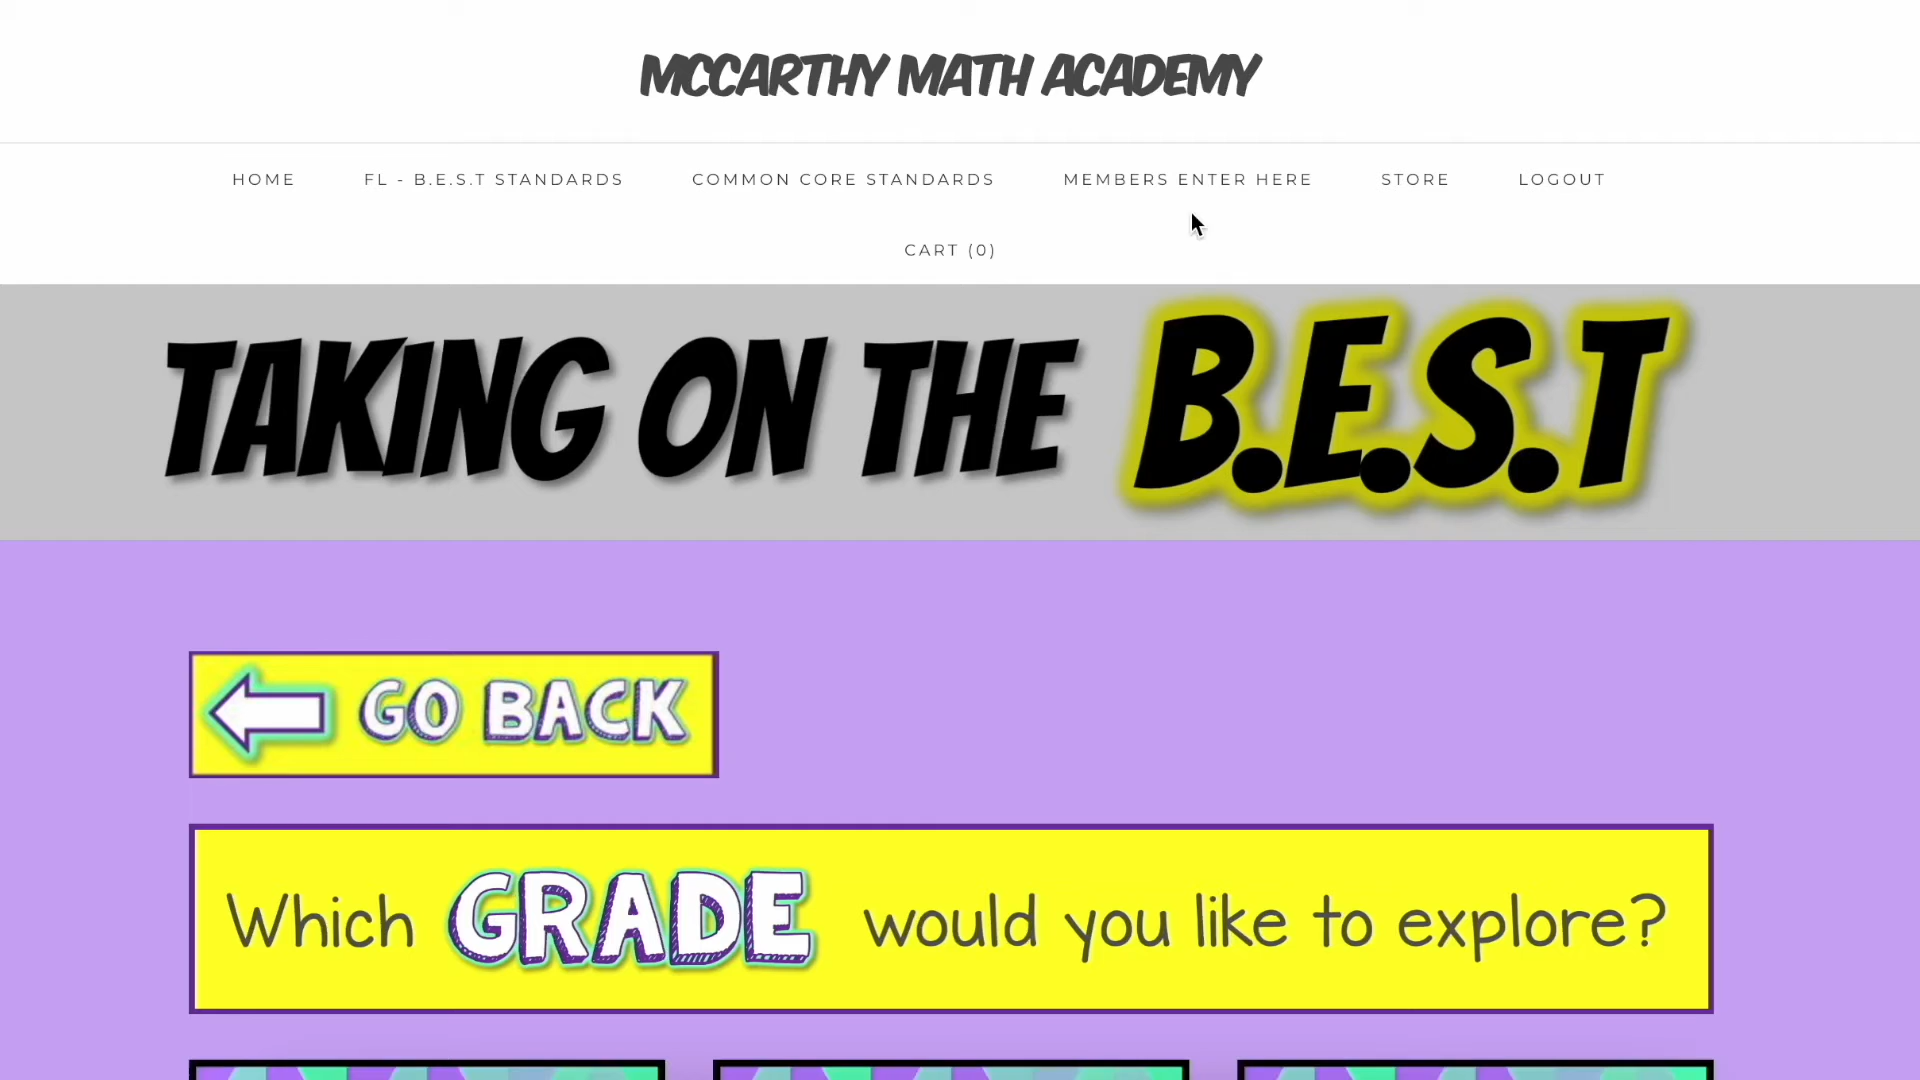 MCCARTHY MATH ACADEMY
HOME FL - B.E.S.T STANDARDS COMMON CORE STANDARDS MEMBERS ENTER HERE STORE LOGOUT
CART (0)
TAKING ON THE B.E.S.T
GO BACK
Which GRADE would you like to explore?